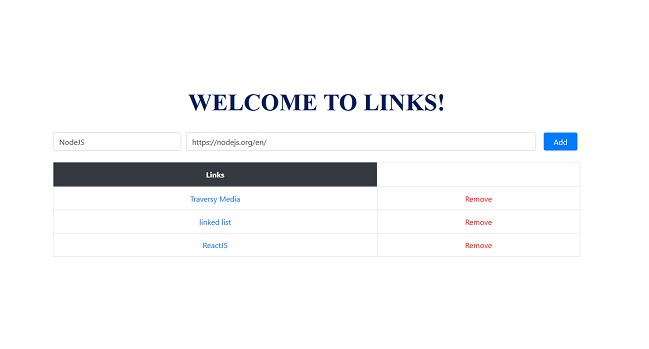 WELCOME TO LINKS!
NodeJS https://nodejs.org/en/ Add
Links
Traversy Media Remove
linked list Remove
ReactJS Remove